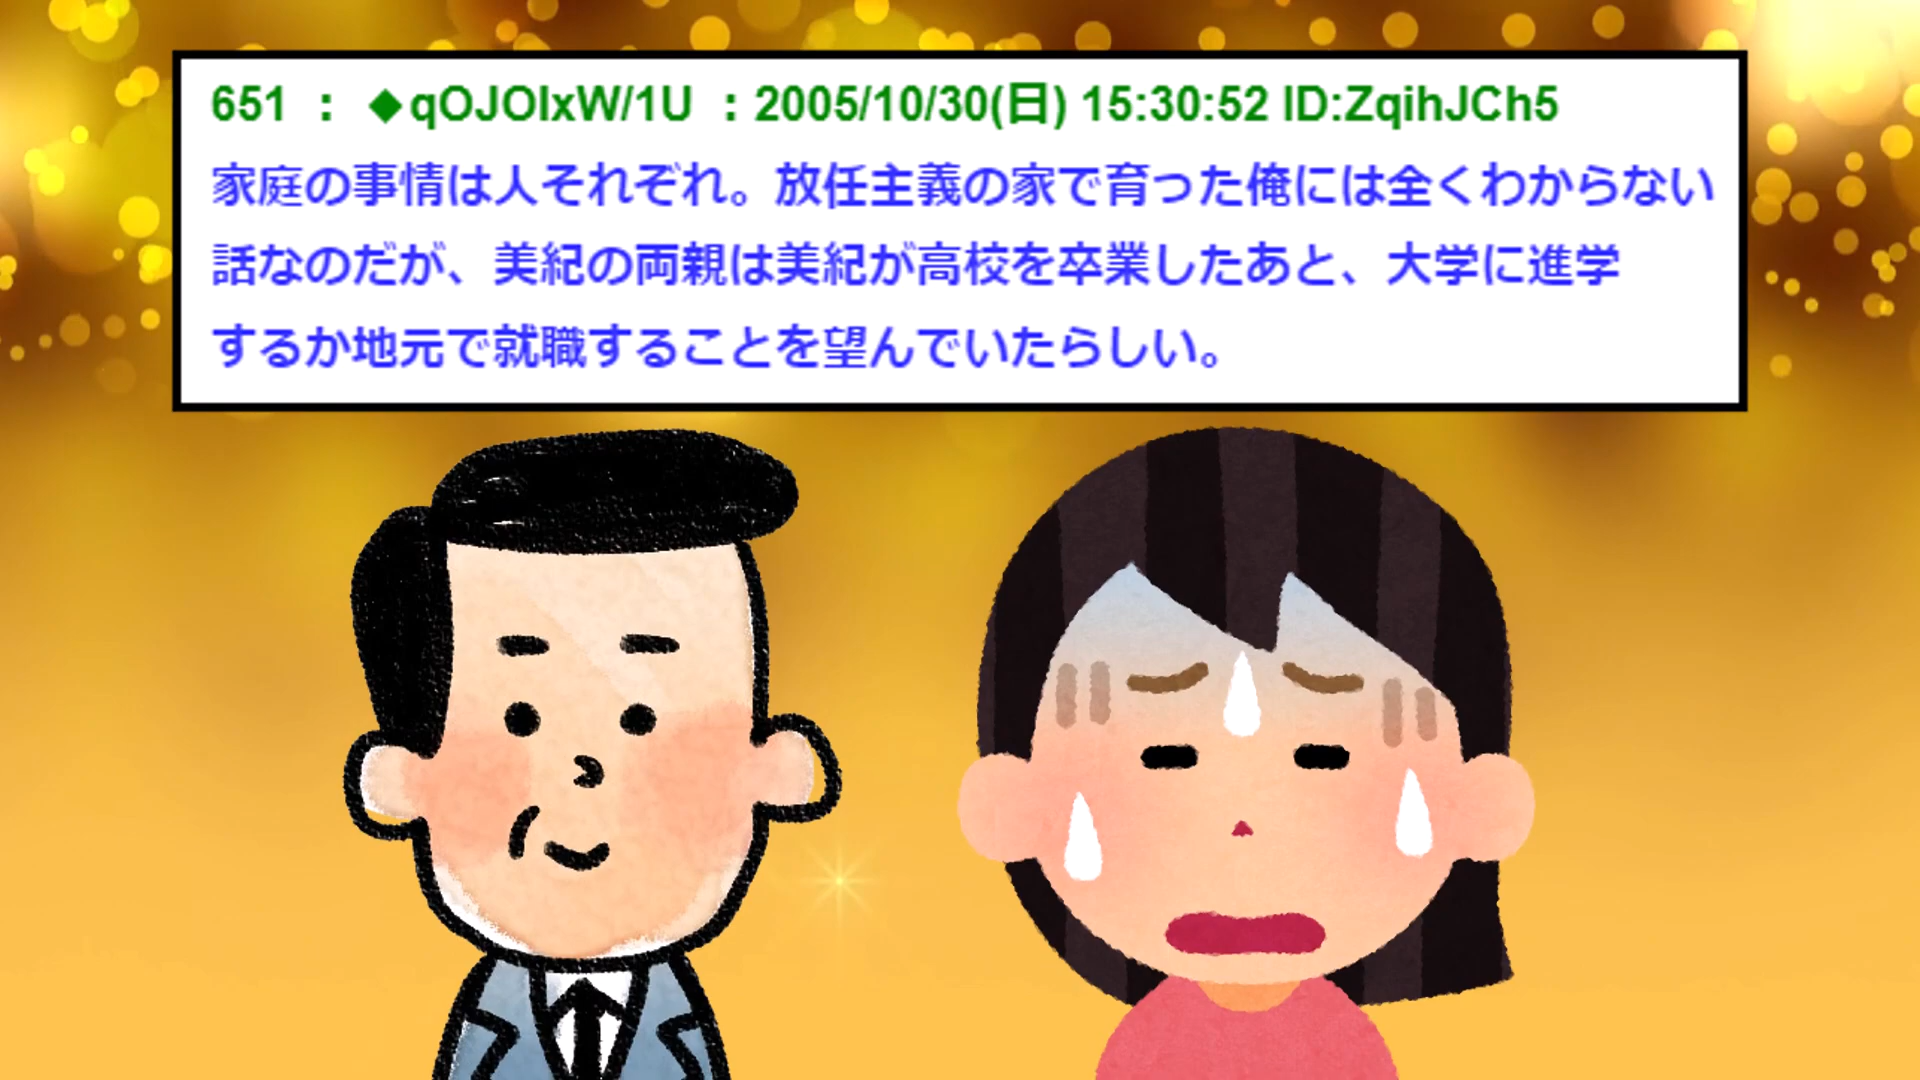 651 : ◆qOJOIxW/1U : 2005/10/30(日) 15:30:52 ID:ZqihJCh5
家庭の事情は人それぞれ。放任主義の家で育った俺には全くわからない
話なのだが、美紀の両親は美紀が高校を卒業したあと、大学に進学
するか地元で就職することを望んでいたらしい。